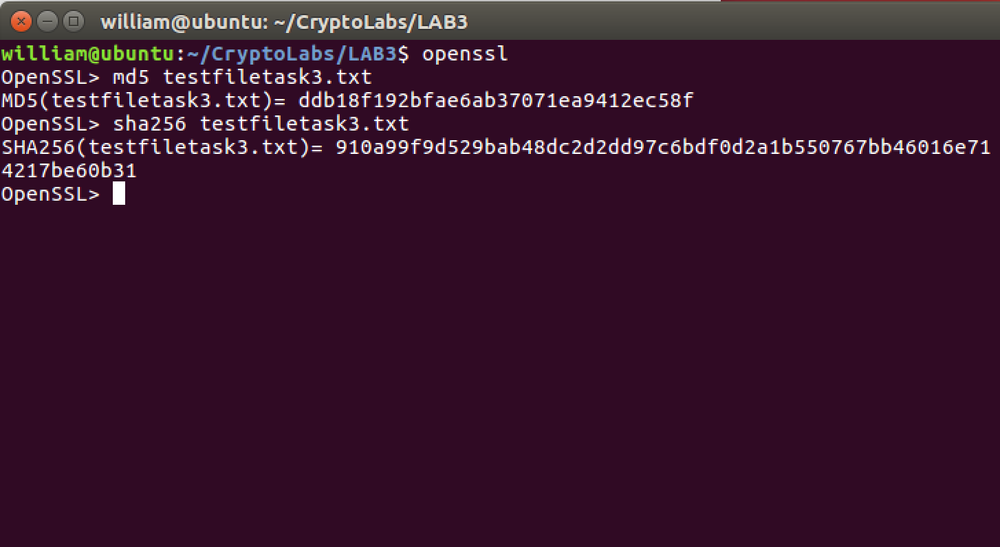 william@ubuntu: ~/CryptoLabs/LAB3
william@ubuntu:~/CryptoLabs/LAB3$ openssl
OpenSSL> md5 testfiletask3.txt
MD5(testfiletask3.txt)= ddb18f192bfae6ab37071ea9412ec58f
OpenSSL> sha256 testfiletask3.txt
SHA256(testfiletask3.txt)= 910a99f9d529bab48dc2d2dd97c6bdf0d2a1b550767bb46016e71
4217be60b31
OpenSSL>